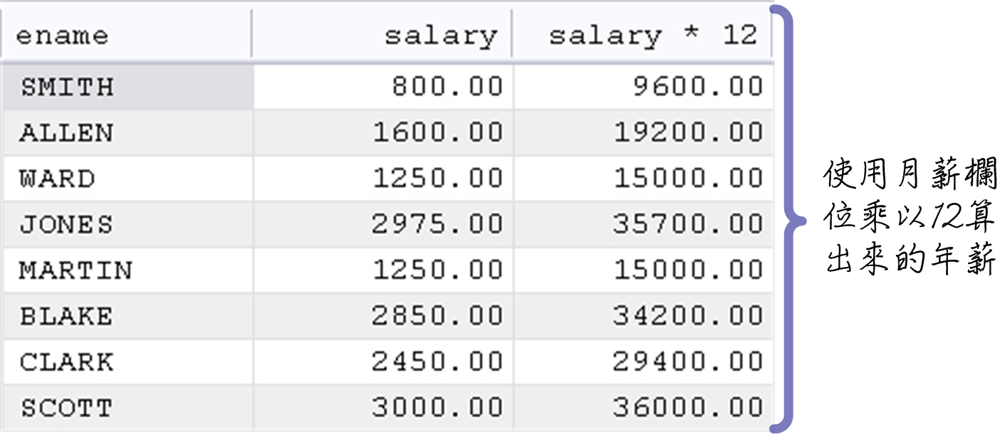 ename salary salary * 12
SMITH 800.00 9600.00
ALLEN 1600.00 19200.00
WARD 1250.00 15000.00
JONES 2975.00 35700.00
MARTIN 1250.00 15000.00
BLAKE 2850.00 34200.00
CLARK 2450.00 29400.00
SCOTT 3000.00 36000.00
使用月薪欄
位乘以12算
出來的年薪